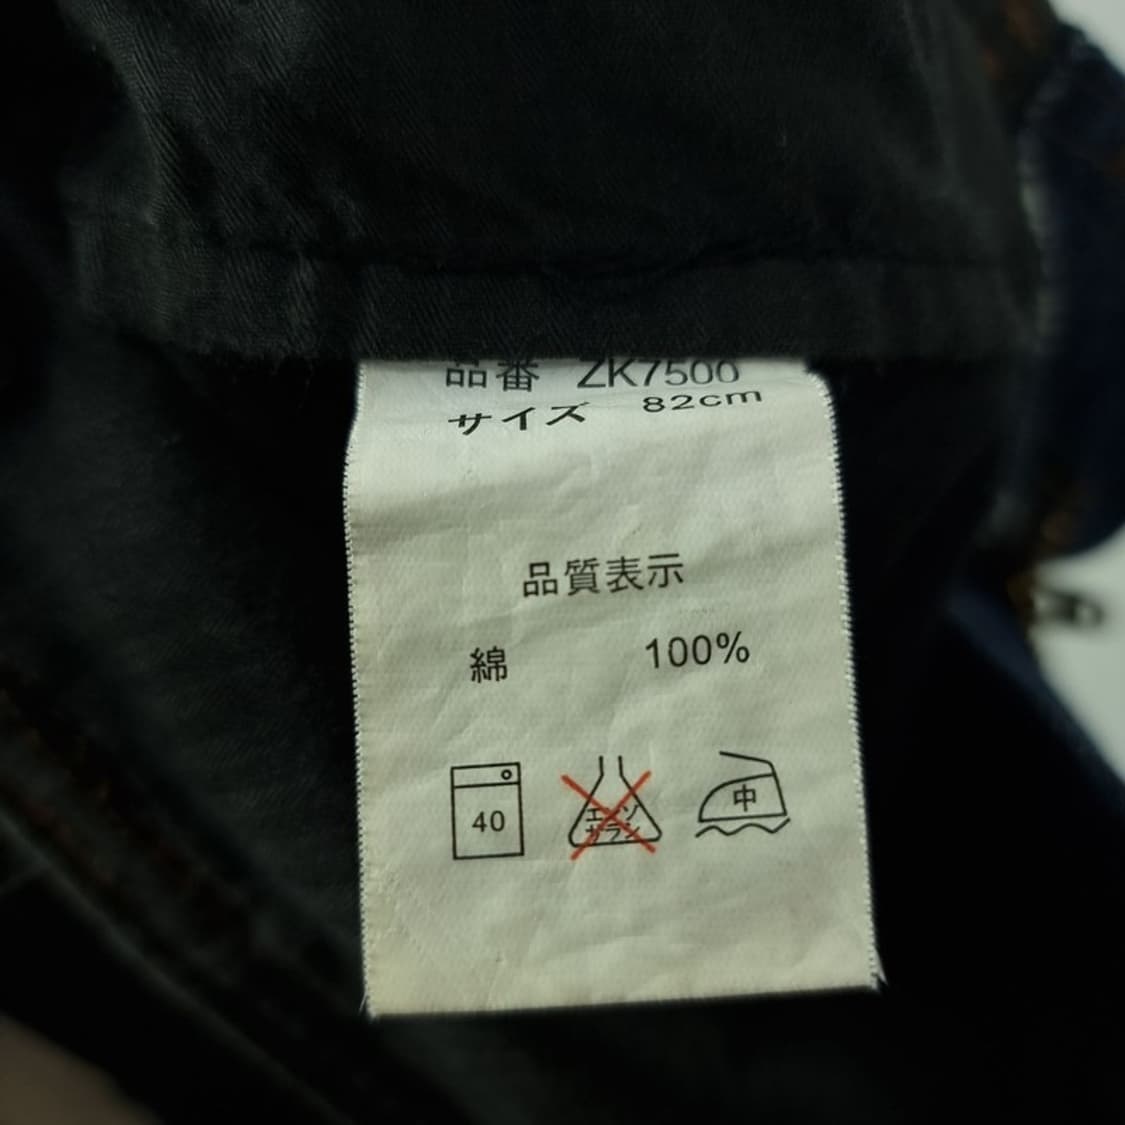 品番 ZK7500
サイズ 82cm
品質表示
綿 100%
40
エンソ
サラシ
中